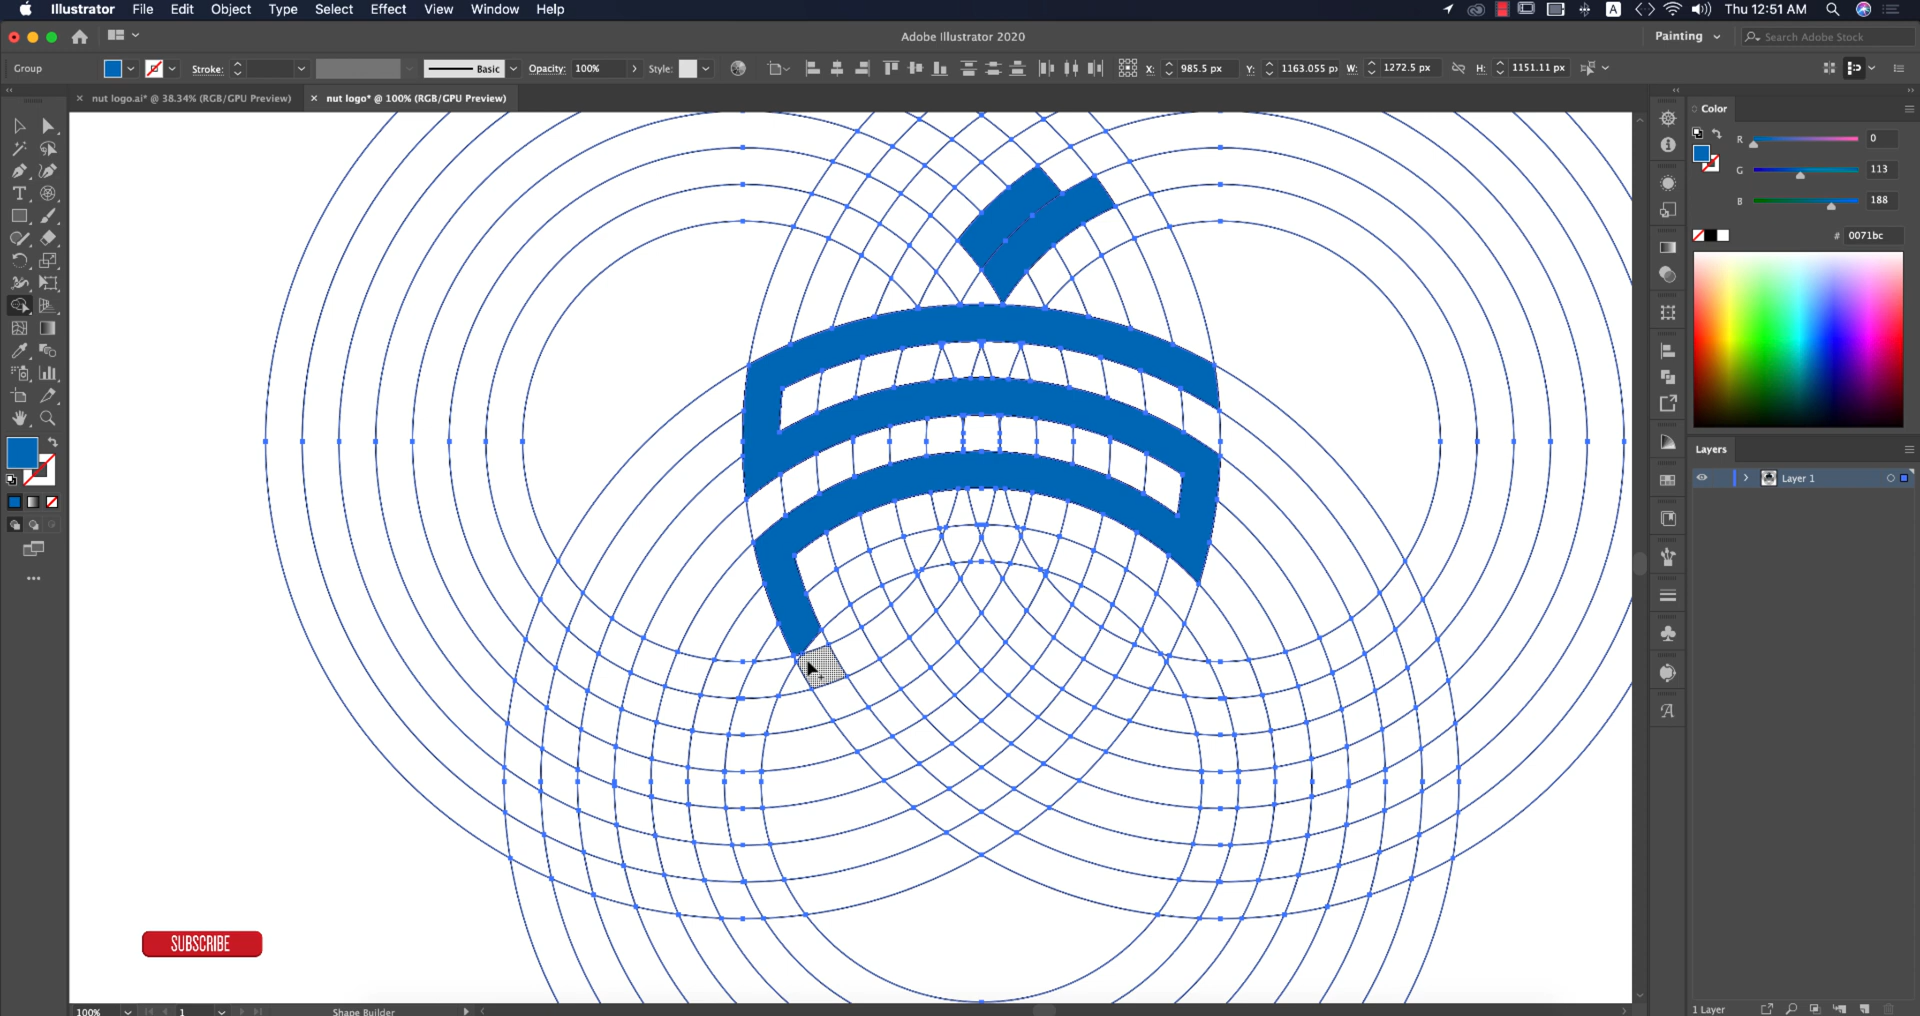 Illustrator File Edit Object Type Select Effect View Window Help
A
Thu 12:51 AM
Adobe Illustrator 2020
Painting
Search Adobe Stock
Group
Stroke:
Basic
Opacity: 100%
Style:
X: 985.5 px
Y: 1163.055 px
W: 1272.5 px
H: 1151.11 px
nut logo.ai* @ 38.34% (RGB/GPU Preview)
nut logo* @ 100% (RGB/GPU Preview)
Color
R 0
G 113
B 188
# 0071bc
Layers
Layer 1
SUBSCRIBE
100%
1
Shape Builder
1 Layer